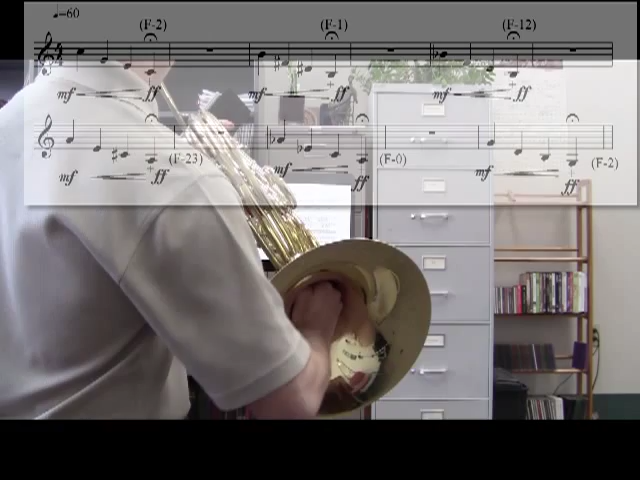 ♩=60
(F-2) (F-1) (F-12)
mf ff mf ff mf ff
(F-23) (F-0) (F-2)
mf ff mf ff mf ff